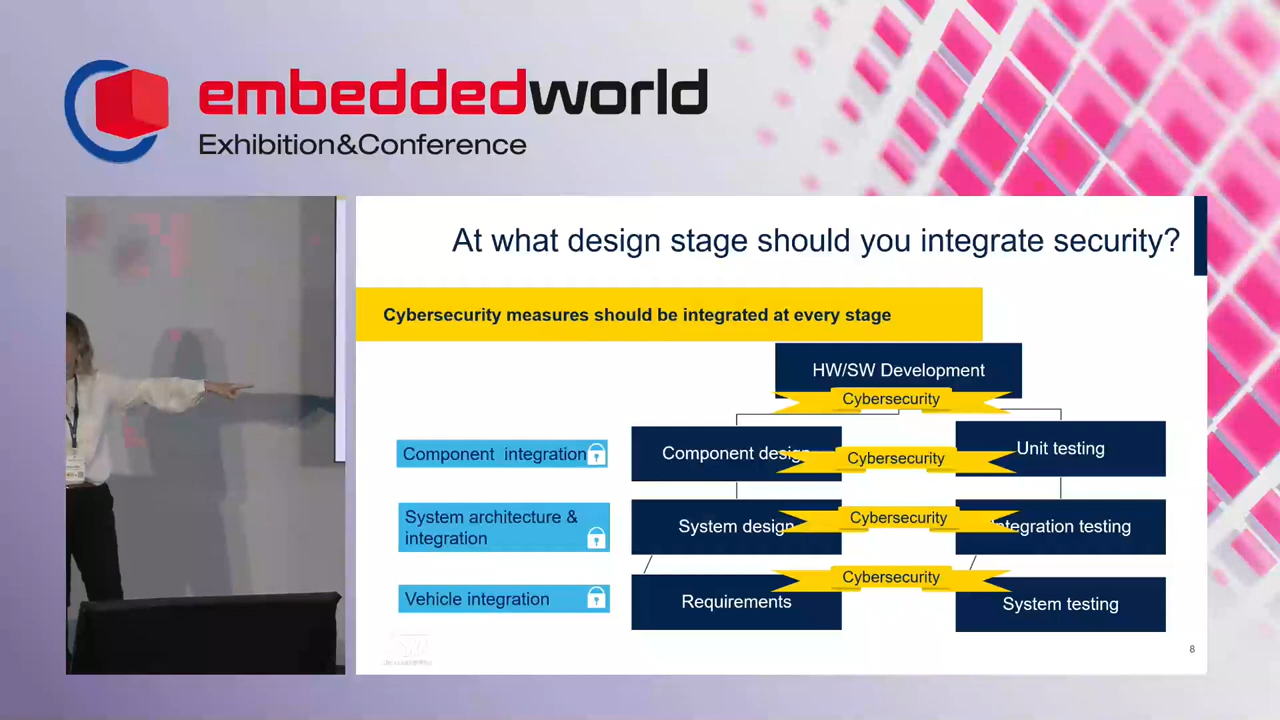 embeddedworld
Exhibition&Conference
At what design stage should you integrate security?
Cybersecurity measures should be integrated at every stage
HW/SW Development
Cybersecurity
Component integration
Component design
Cybersecurity
Unit testing
System architecture &
integration
System design
Cybersecurity
Integration testing
Vehicle integration
Requirements
Cybersecurity
System testing
8